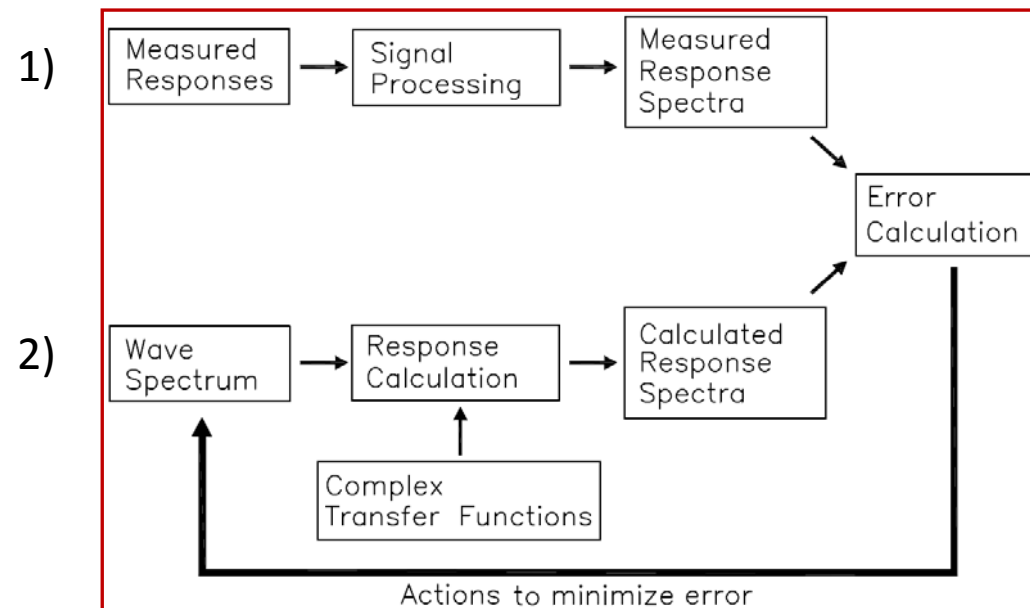 1)
Measured
Responses
Signal
Processing
Measured
Response
Spectra
Error
Calculation
2)
Wave
Spectrum
Response
Calculation
Calculated
Response
Spectra
Complex
Transfer Functions
Actions to minimize error